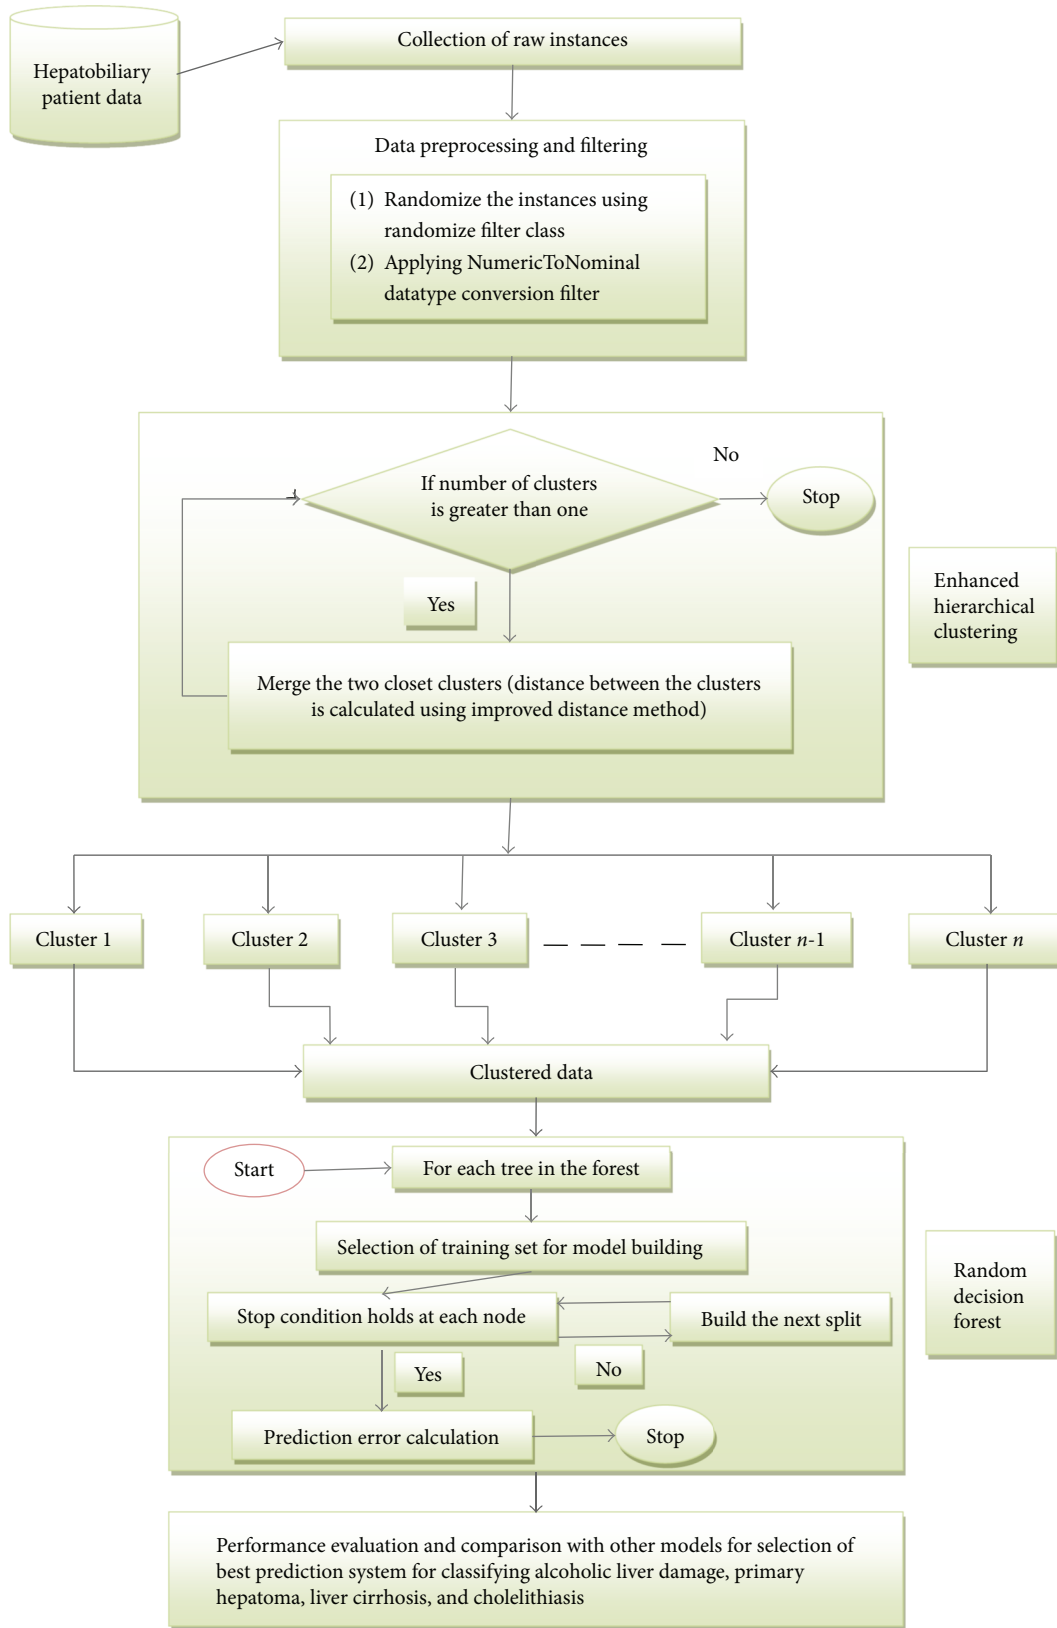 Hepatobiliary
patient data
Collection of raw instances
Data preprocessing and filtering
(1) Randomize the instances using
randomize filter class
(2) Applying NumericToNominal
datatype conversion filter
If number of clusters
is greater than one
No
Stop
Yes
Merge the two closet clusters (distance between the clusters
is calculated using improved distance method)
Enhanced
hierarchical
clustering
Cluster 1
Cluster 2
Cluster 3
Cluster n-1
Cluster n
Clustered data
Start
For each tree in the forest
Selection of training set for model building
Stop condition holds at each node
Build the next split
Yes
No
Prediction error calculation
Stop
Random
decision
forest
Performance evaluation and comparison with other models for selection of
best prediction system for classifying alcoholic liver damage, primary
hepatoma, liver cirrhosis, and cholelithiasis